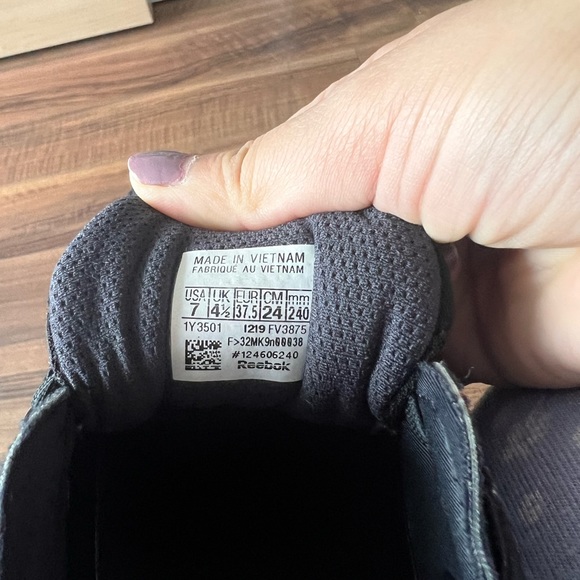 MADE IN VIETNAM
FABRIQUÉ AU VIETNAM
USA UK EUR CM mm
7 4½ 37.5 24 240
1Y3501 1219 FV3875
F>32MK9n00038
#124606240
Reebok